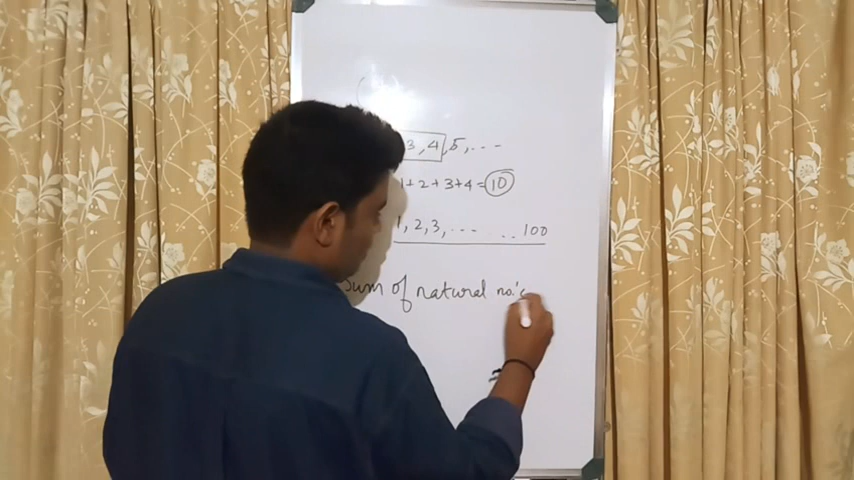 3, 4, 5, ...
1+2+3+4=10
1, 2, 3, ... .. 100
Sum of natural no's